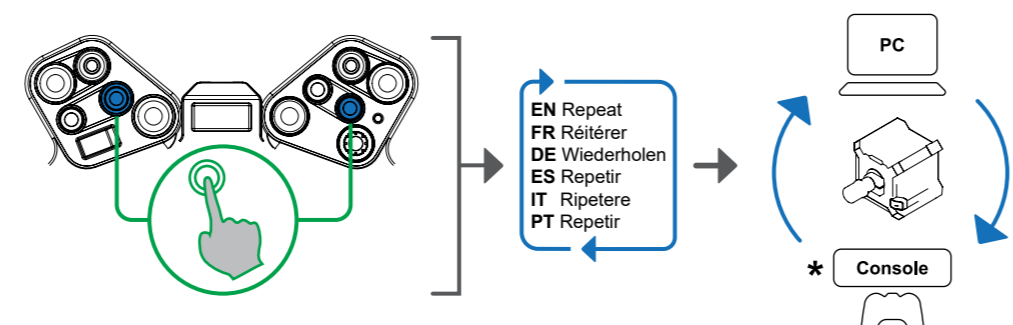 PC
EN Repeat
FR Réitérer
DE Wiederholen
ES Repetir
IT Ripetere
PT Repetir
* Console